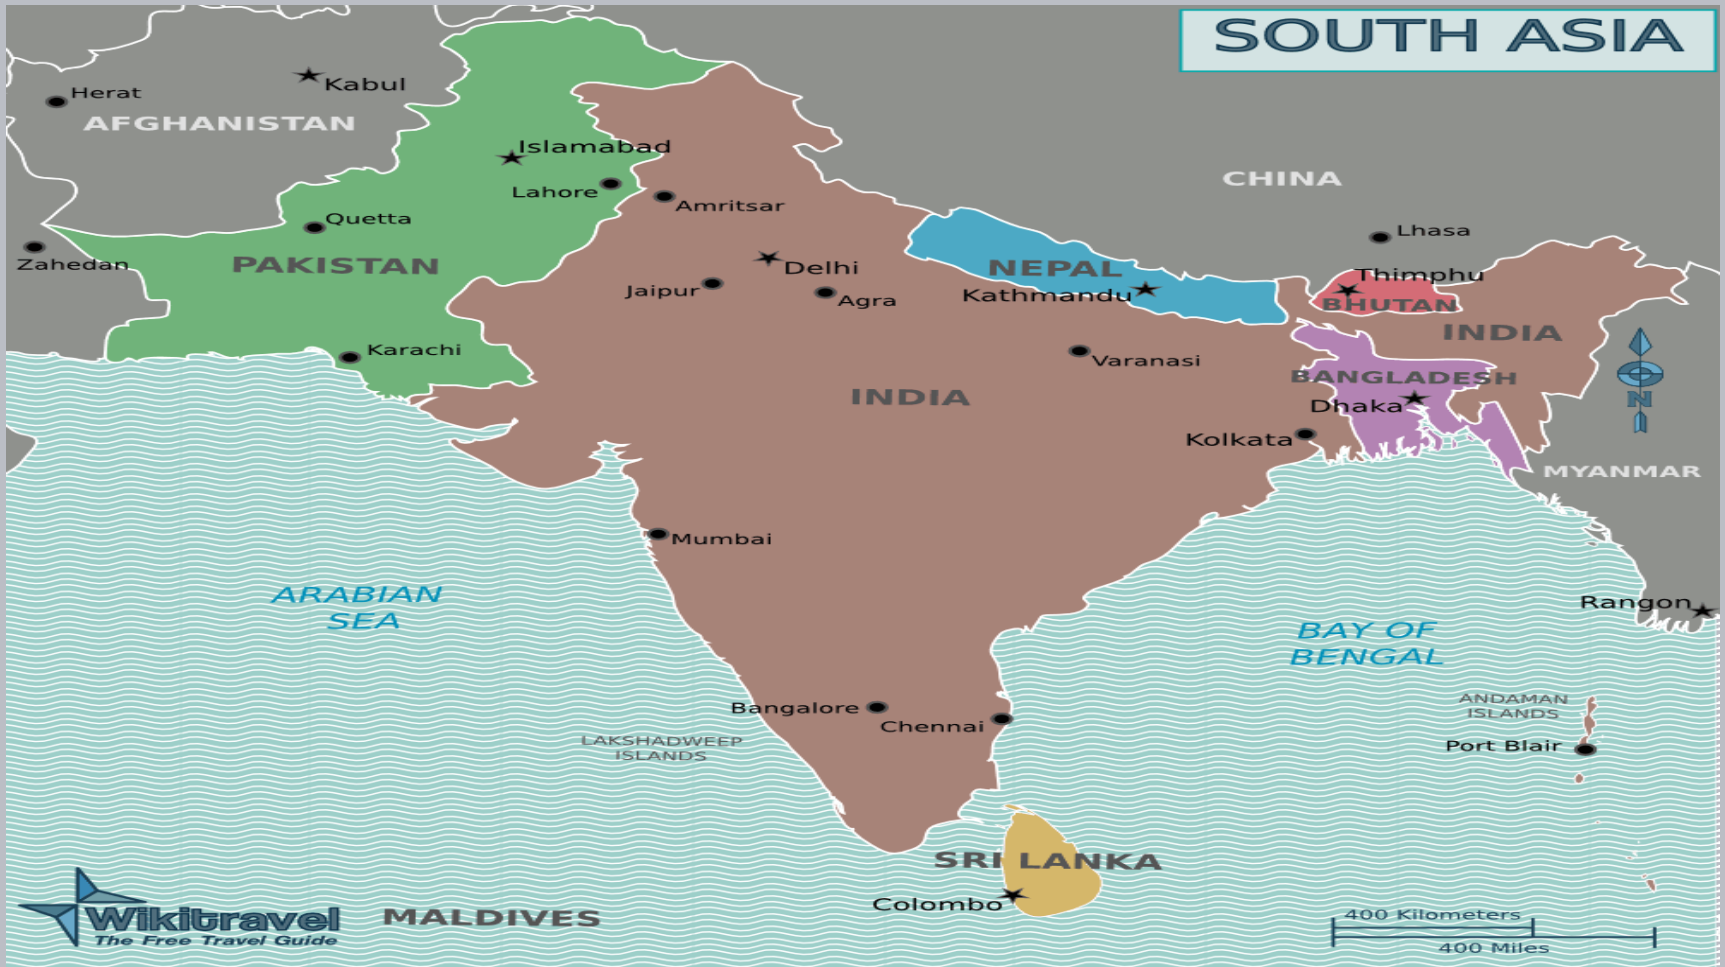 SOUTH ASIA
Kabul
Herat
AFGHANISTAN
Islamabad
Lahore
Amritsar
Quetta
Zahedan
PAKISTAN
Delhi
Jaipur
Agra
Karachi
CHINA
Lhasa
NEPAL
Kathmandu
Thimphu
BHUTAN
INDIA
Varanasi
BANGLADESH
Dhaka
INDIA
Kolkata
N
MYANMAR
Mumbai
ARABIAN
SEA
Rangon
BAY OF
BENGAL
Bangalore
Chennai
LAKSHADWEEP
ISLANDS
ANDAMAN
ISLANDS
Port Blair
SRI LANKA
Colombo
MALDIVES
Wikitravel
The Free Travel Guide
400 Kilometers
400 Miles